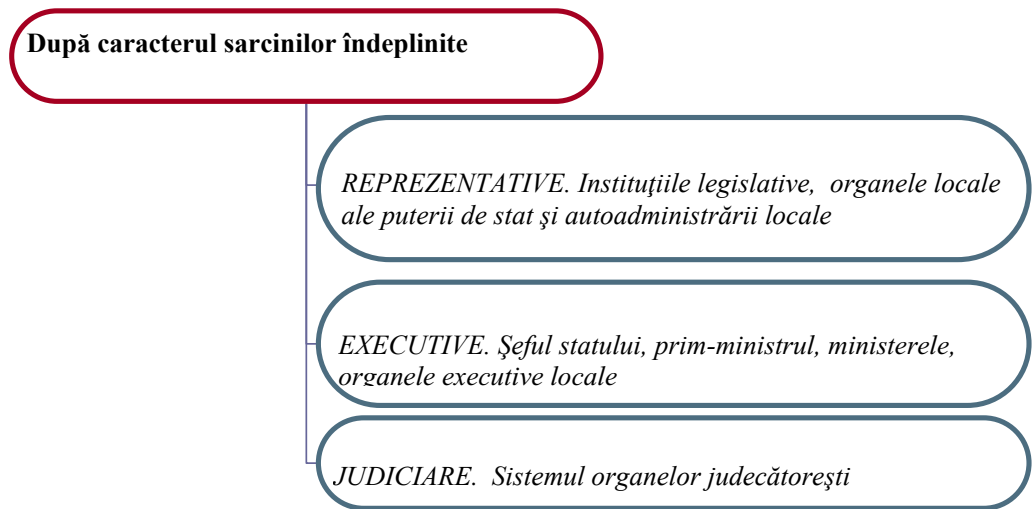 După caracterul sarcinilor îndeplinite
REPREZENTATIVE. Instituţiile legislative, organele locale
ale puterii de stat şi autoadministrării locale
EXECUTIVE. Şeful statului, prim-ministrul, ministerele,
organele executive locale
JUDICIARE. Sistemul organelor judecătoreşti